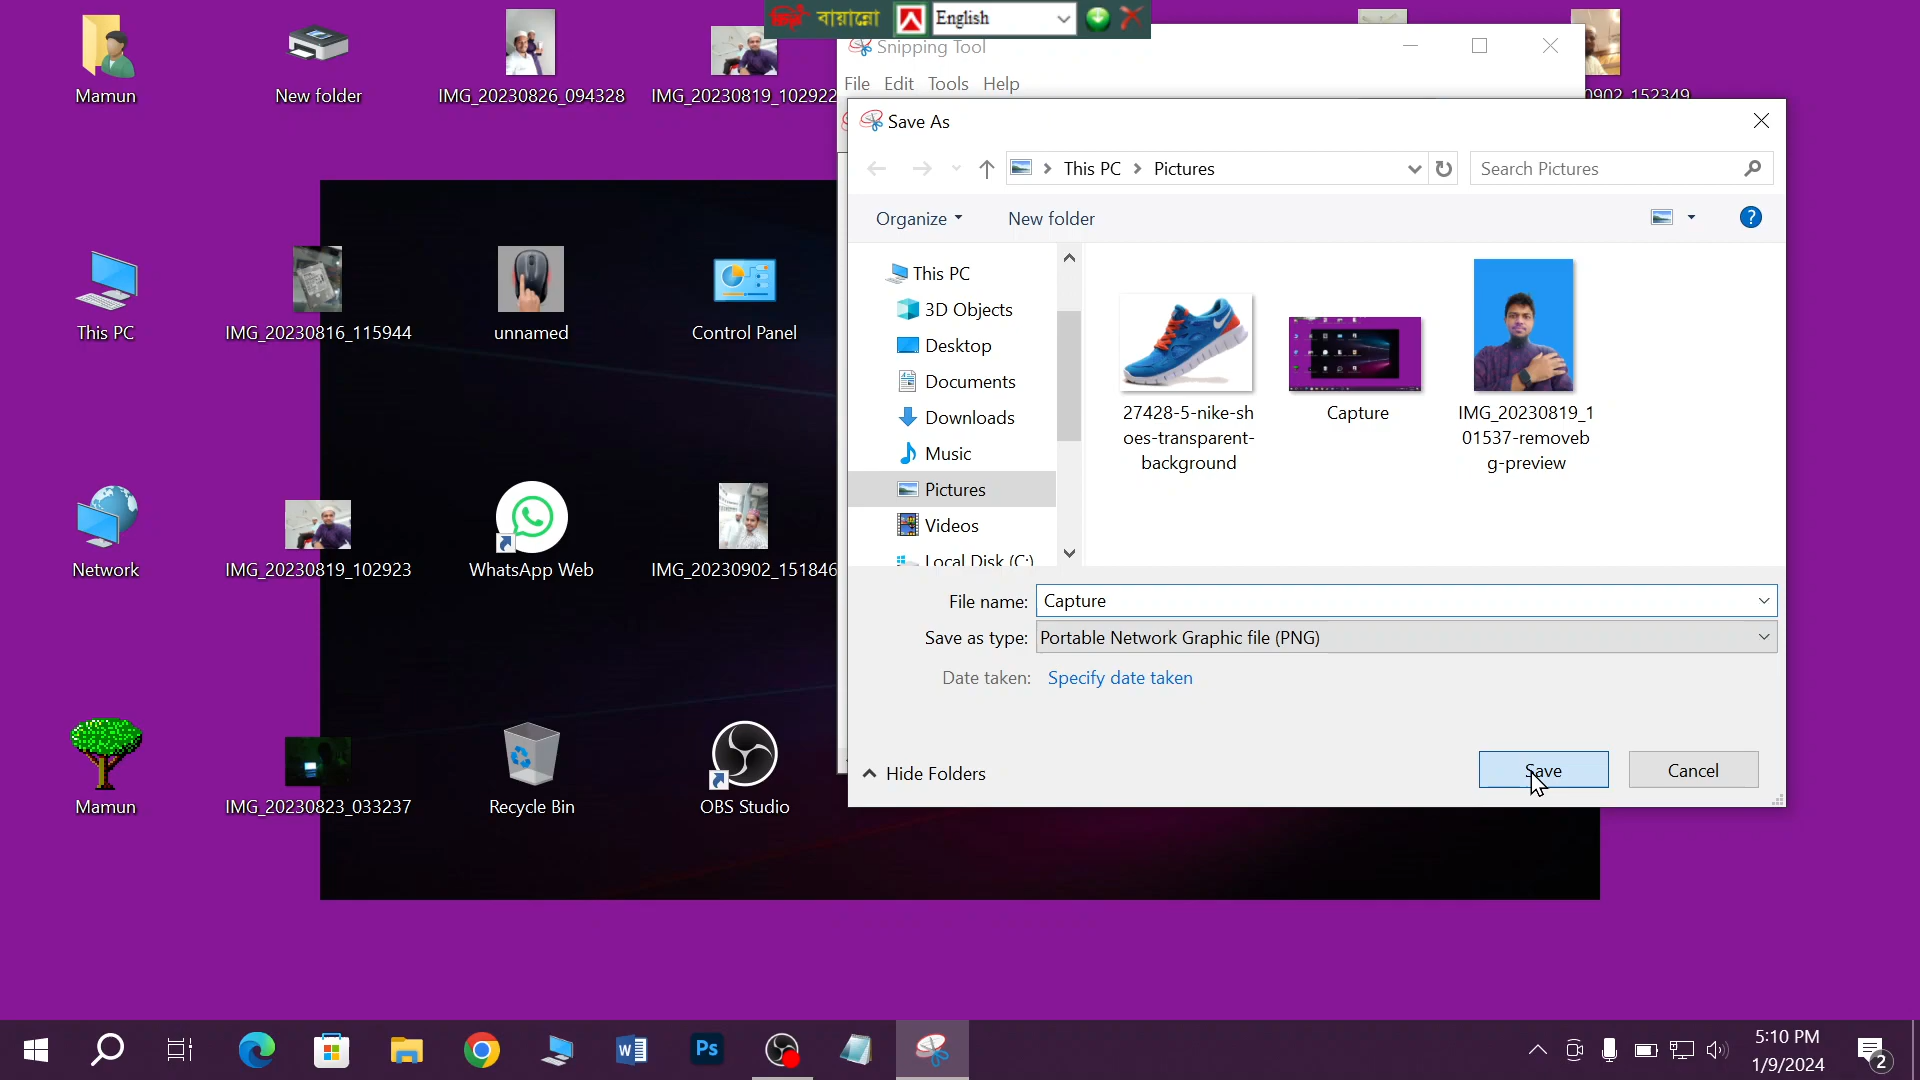 বায়ান্নো
English
Mamun
New folder
IMG_20230826_094328
IMG_20230819_102922
0902_152349
Snipping Tool
File Edit Tools Help
Save As
This PC
Pictures
Search Pictures
Organize
New folder
This PC
3D Objects
Desktop
Documents
Downloads
Music
Pictures
Videos
Local Disk (C:)
27428-5-nike-sh
oes-transparent-
background
Capture
IMG_20230819_1
01537-removeb
g-preview
File name: Capture
Save as type: Portable Network Graphic file (PNG)
Date taken: Specify date taken
Hide Folders
Save
Cancel
This PC
IMG_20230816_115944
unnamed
Control Panel
Network
IMG_20230819_102923
WhatsApp Web
IMG_20230902_151846
Mamun
IMG_20230823_033237
Recycle Bin
OBS Studio
W
Ps
5:10 PM
1/9/2024
2